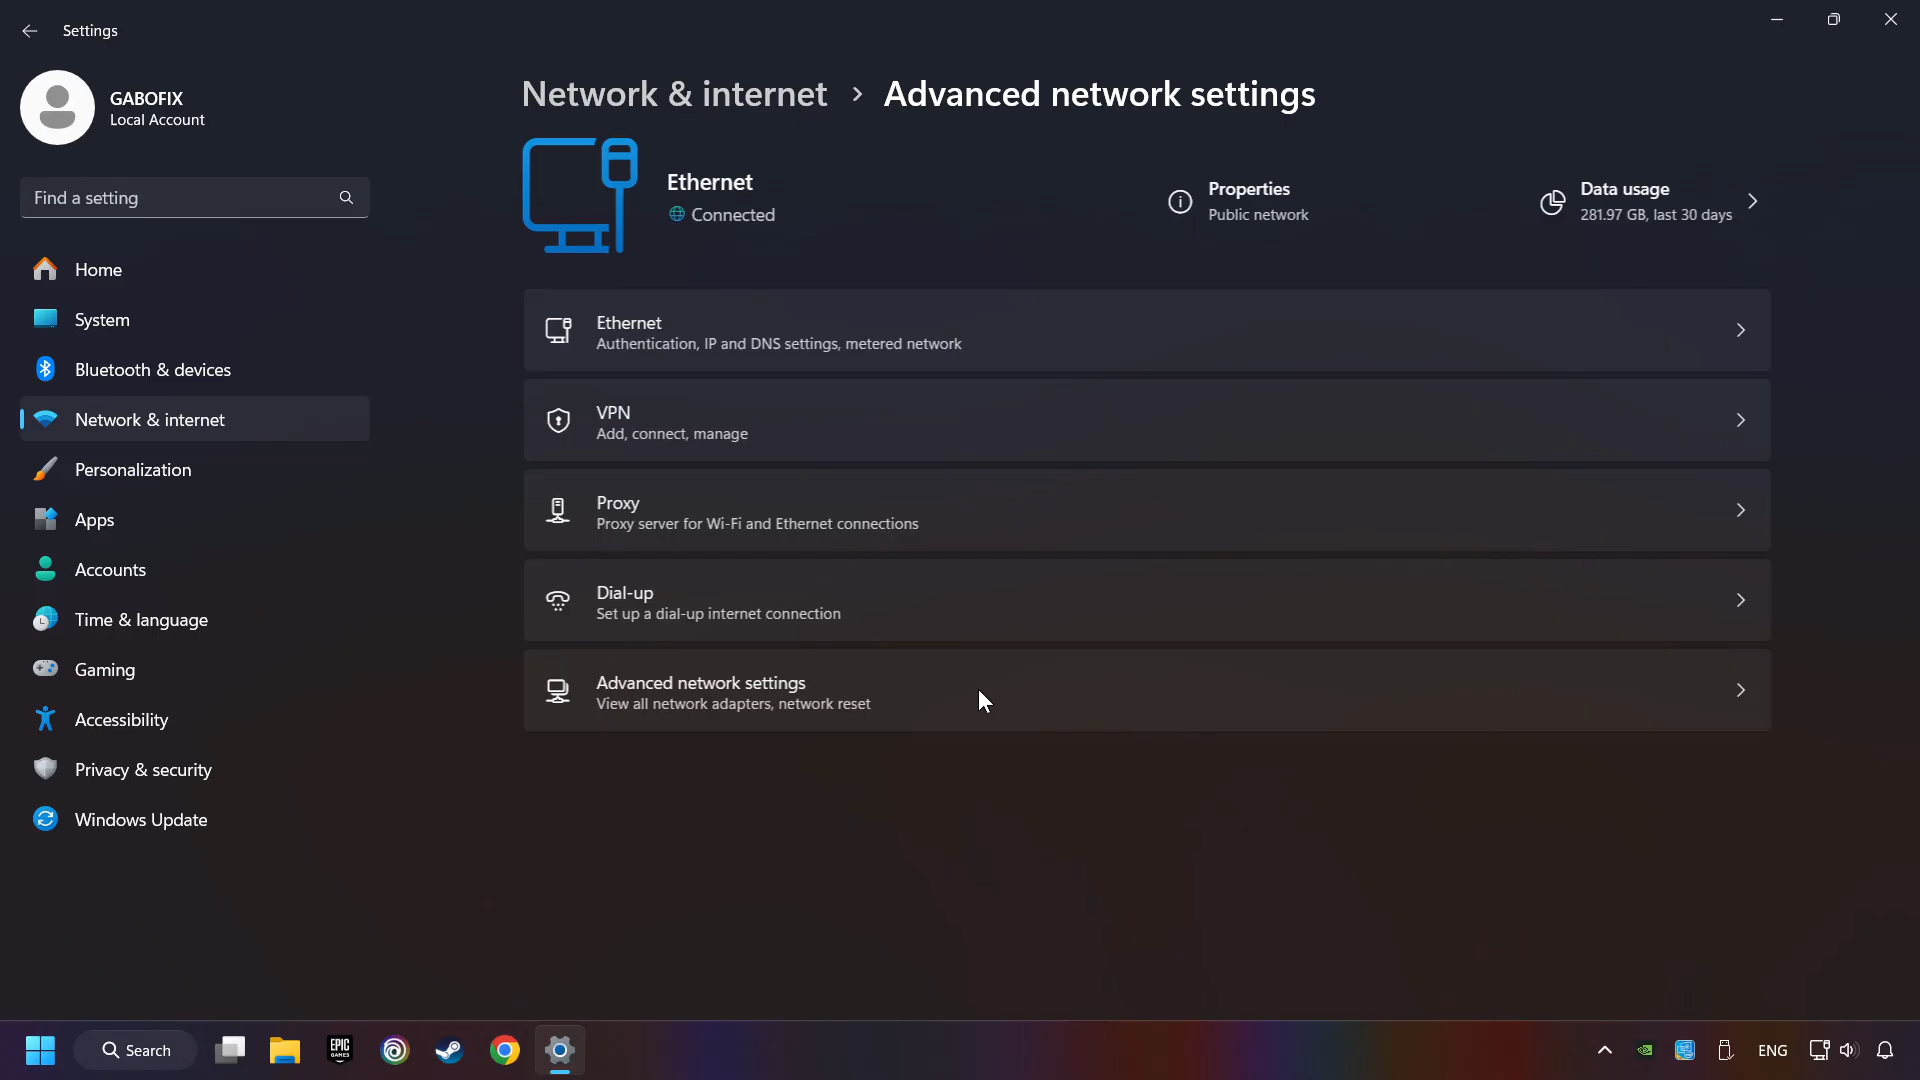 Settings
GABOFIX
Local Account
Find a setting
Home
System
Bluetooth & devices
Network & internet
Personalization
Apps
Accounts
Time & language
Gaming
Accessibility
Privacy & security
Windows Update
Network & internet > Advanced network settings
Ethernet
Connected
Properties
Public network
Data usage
281.97 GB, last 30 days
Ethernet
Authentication, IP and DNS settings, metered network
VPN
Add, connect, manage
Proxy
Proxy server for Wi-Fi and Ethernet connections
Dial-up
Set up a dial-up internet connection
Advanced network settings
View all network adapters, network reset
Search
EPIC GAMES
ENG